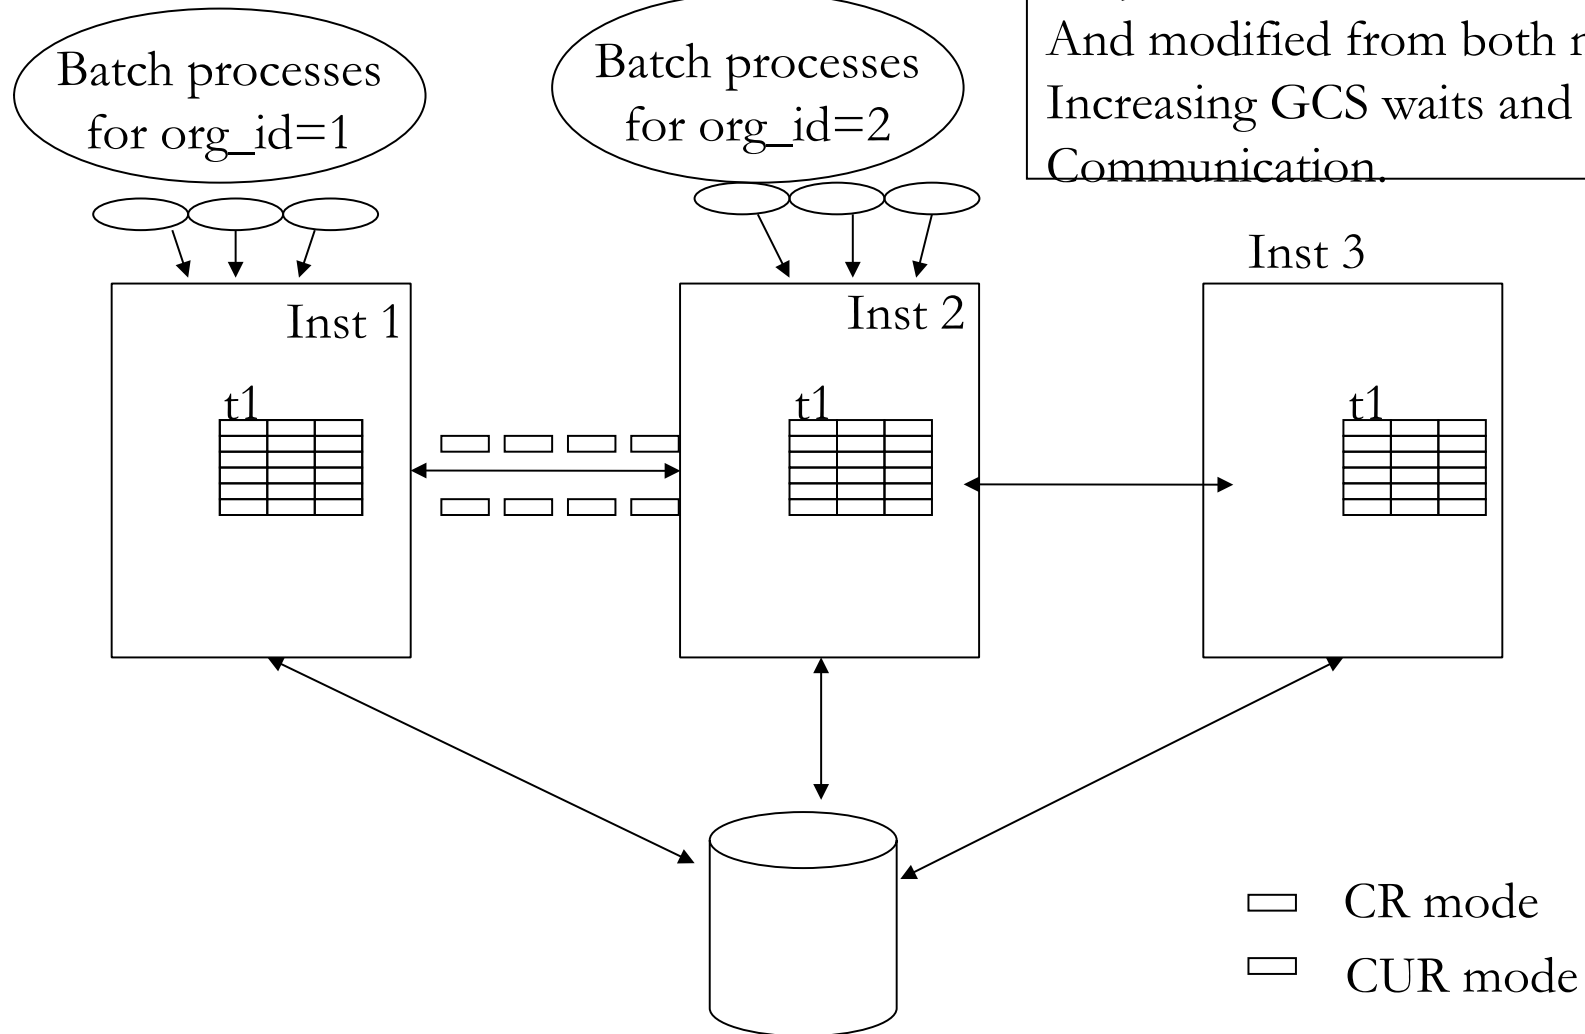 Batch processes
for org_id=1
Batch processes
for org_id=2
And modified from both
Increasing GCS waits and
Communication.
Inst 1
Inst 2
Inst 3
t1
t1
t1
CR mode
CUR mode